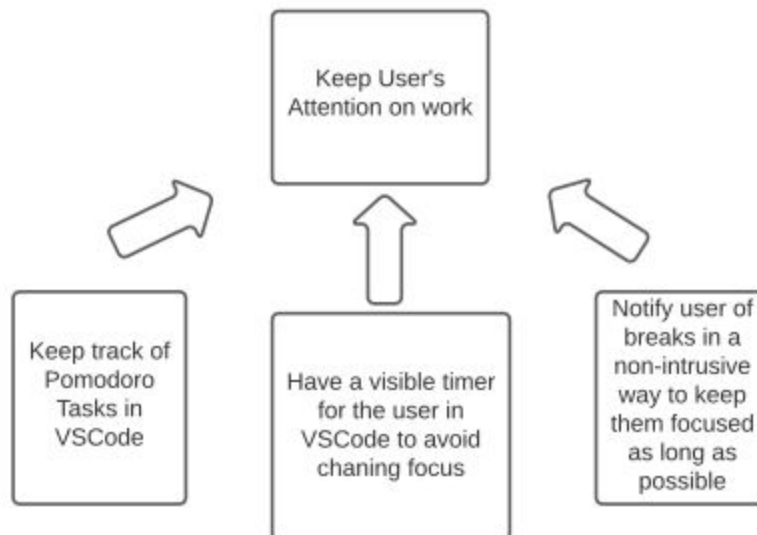 Keep User's
Attention on work
Keep track of
Pomodoro
Tasks in
VSCode
Have a visible timer
for the user in
VSCode to avoid
chaning focus
Notify user of
breaks in a
non-intrusive
way to keep
them focused
as long as
possible